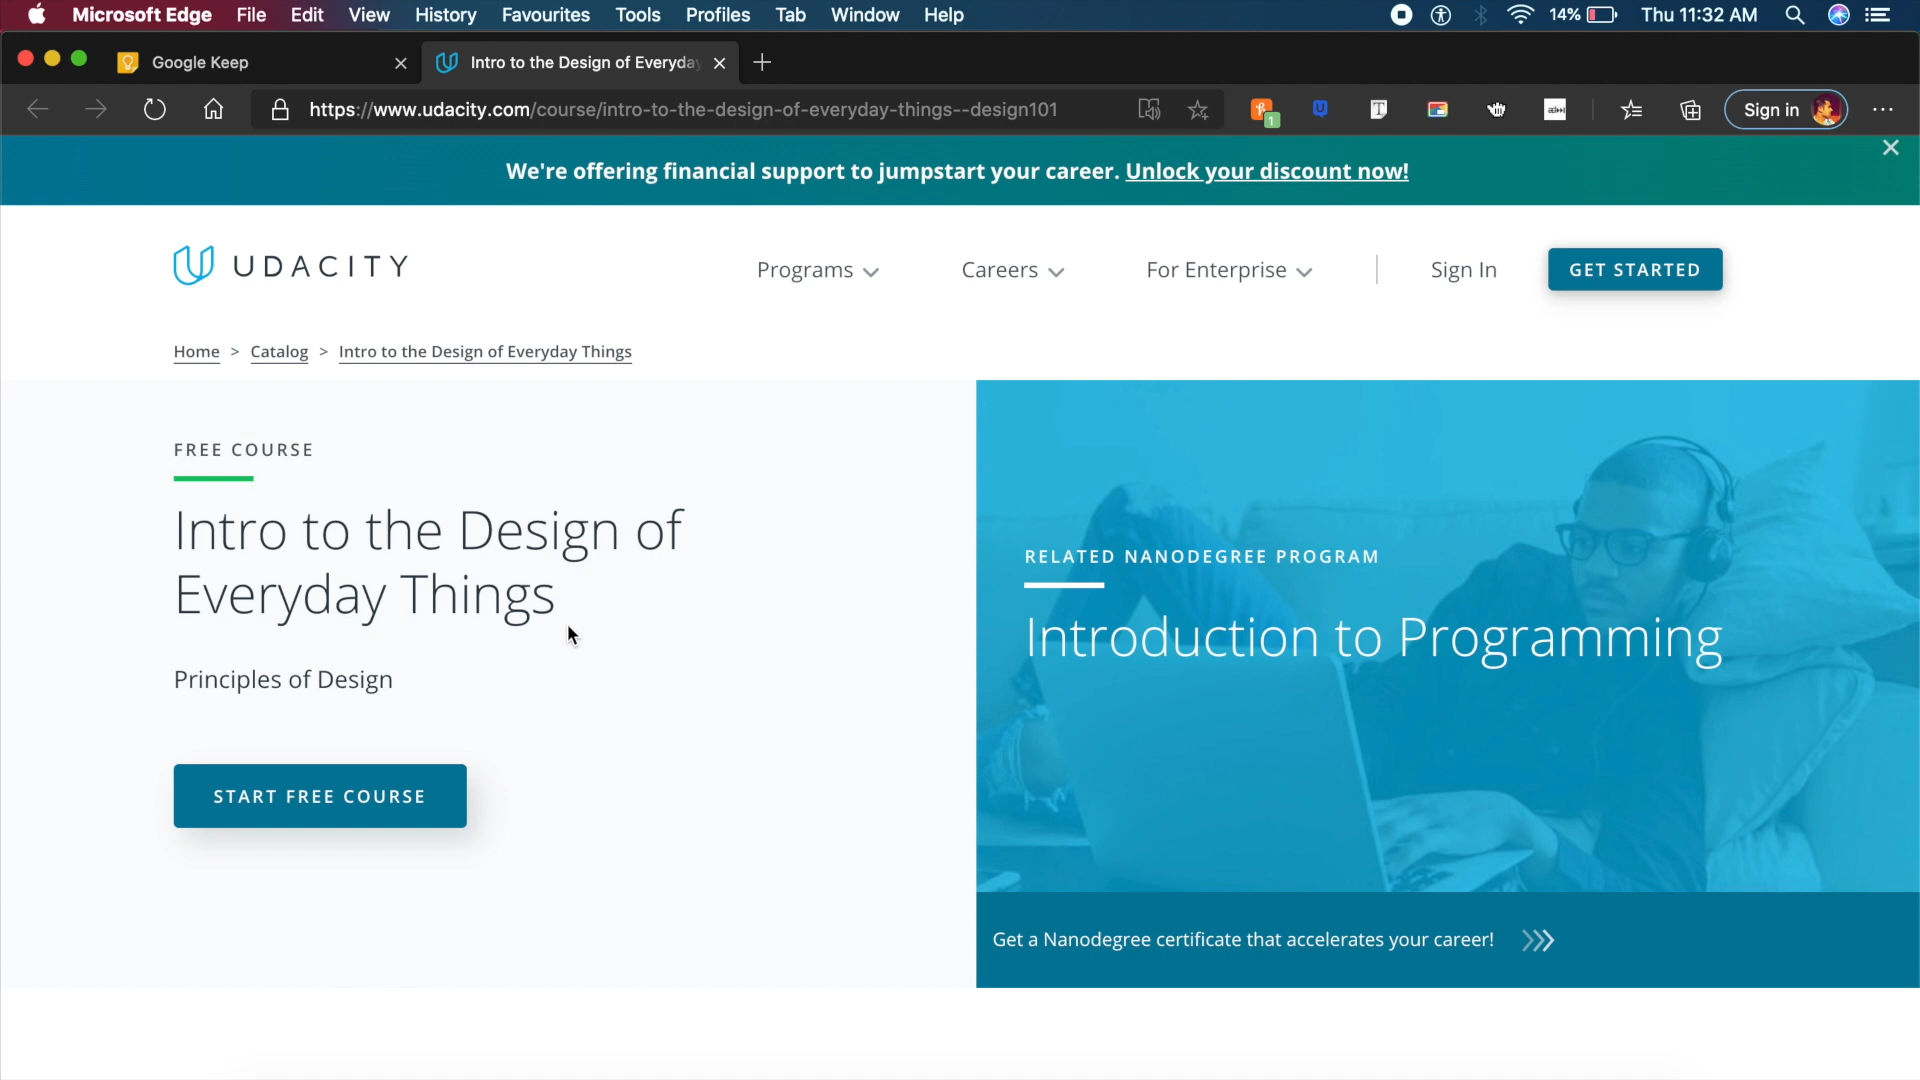 Microsoft Edge File Edit View History Favourites Tools Profiles Tab Window Help 14% Thu 11:32 AM
Google Keep Intro to the Design of Everyda
https://www.udacity.com/course/intro-to-the-design-of-everyday-things--design101 1 Sign in
We're offering financial support to jumpstart your career. Unlock your discount now!
UDACITY Programs Careers For Enterprise Sign In GET STARTED
Home > Catalog > Intro to the Design of Everyday Things
FREE COURSE
Intro to the Design of
Everyday Things
Principles of Design
START FREE COURSE
RELATED NANODEGREE PROGRAM
Introduction to Programming
Get a Nanodegree certificate that accelerates your career!